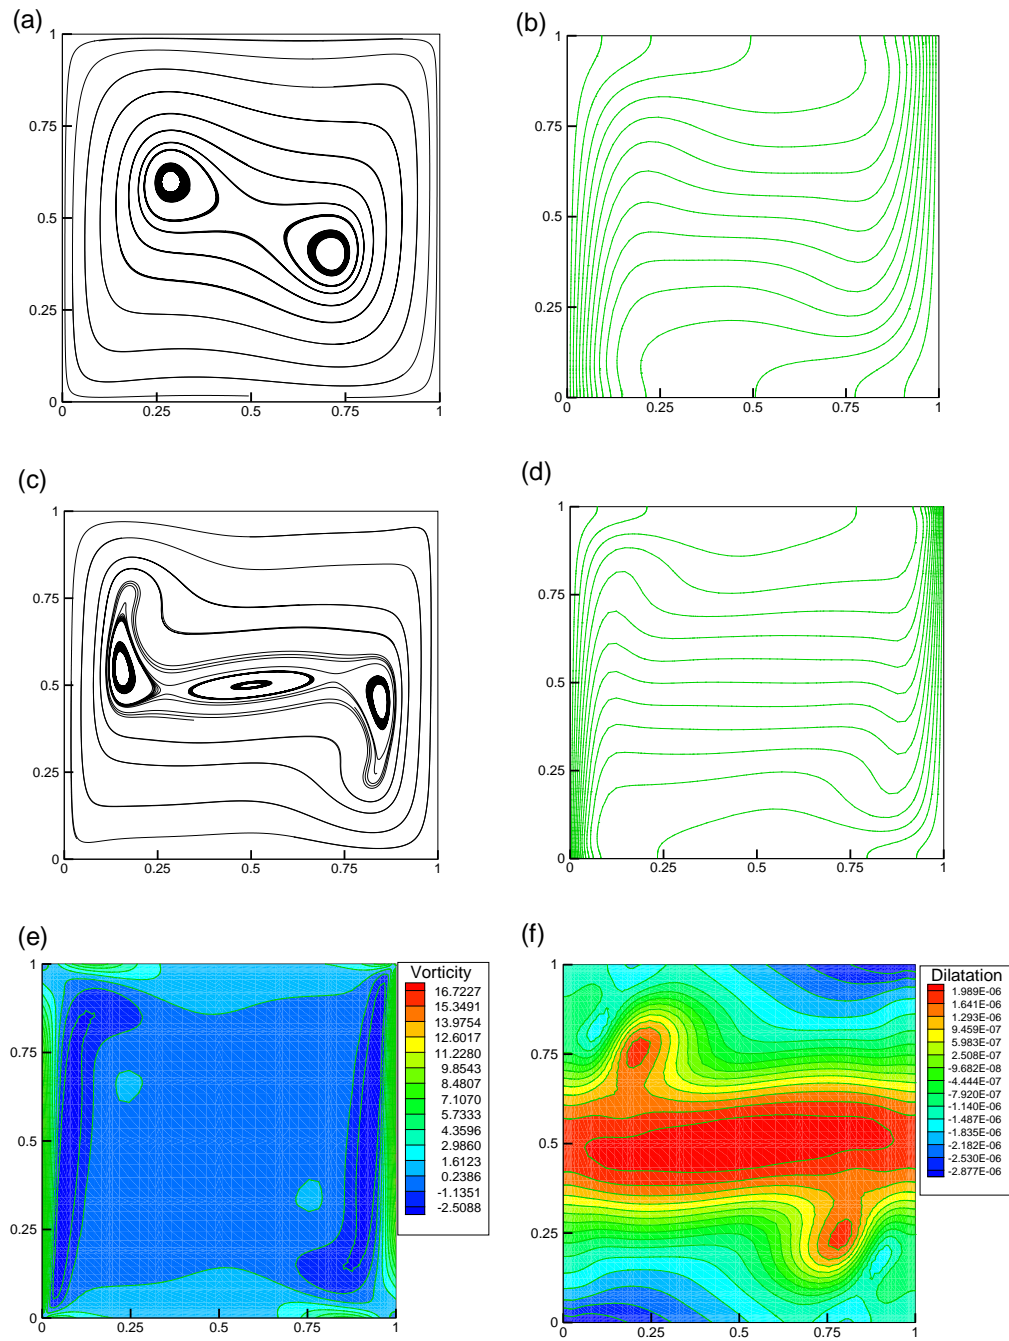 (a)
1
0.75
0.5
0.25
0
0 0.25 0.5 0.75 1
(b)
1
0.75
0.5
0.25
0
0 0.25 0.5 0.75 1
(c)
1
0.75
0.5
0.25
0
0 0.25 0.5 0.75 1
(d)
1
0.75
0.5
0.25
0
0 0.25 0.5 0.75 1
(e)
1
0.75
0.5
0.25
0
0 0.25 0.5 0.75 1
Vorticity
16.7227
15.3491
13.9754
12.6017
11.2280
9.8543
8.4807
7.1070
5.7333
4.3596
2.9860
1.6123
0.2386
-1.1351
-2.5088
(f)
1
0.75
0.5
0.25
0
0 0.25 0.5 0.75 1
Dilatation
1.989E-06
1.641E-06
1.293E-06
9.459E-07
5.983E-07
2.508E-07
-9.682E-08
-4.444E-07
-7.920E-07
-1.140E-06
-1.487E-06
-1.835E-06
-2.182E-06
-2.530E-06
-2.877E-06